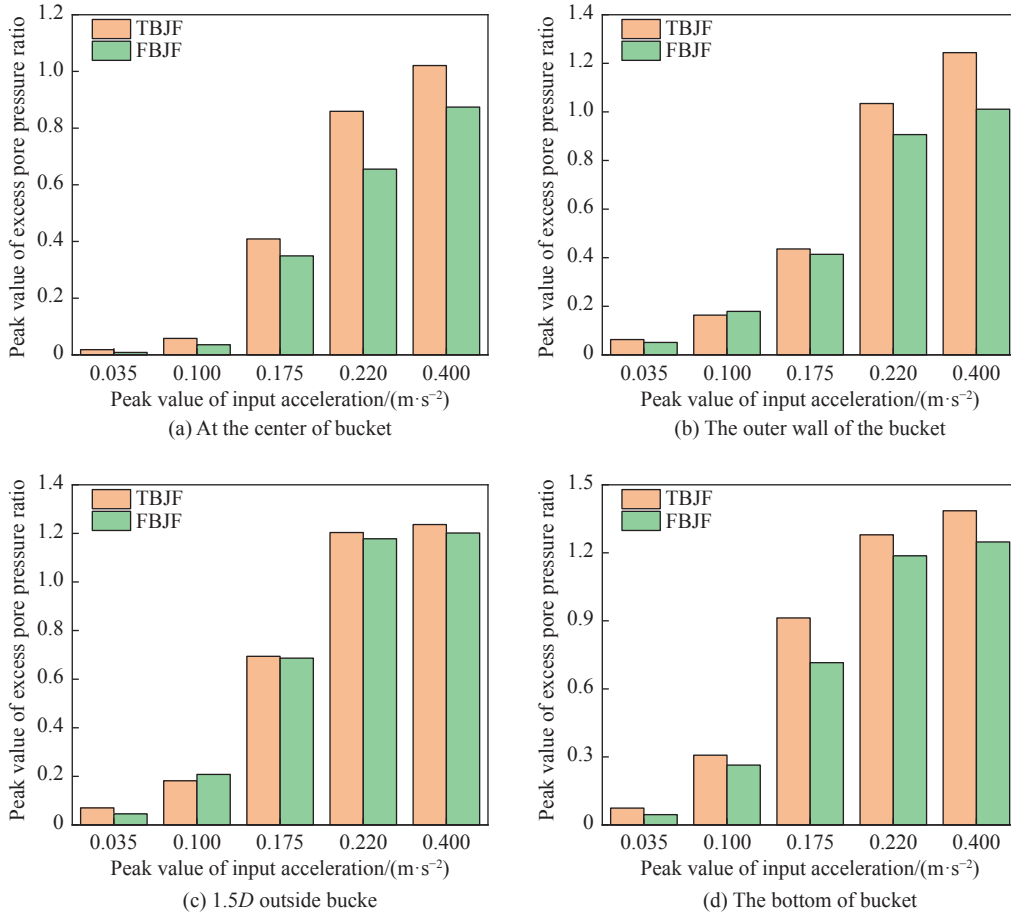 1.2
1.0
0.8
0.6
0.4
0.2
0
Peak value of excess pore pressure ratio
TBJF
FBJF
0.035 0.100 0.175 0.220 0.400
Peak value of input acceleration/(m·s⁻²)
(a) At the center of bucket
1.4
1.2
1.0
0.8
0.6
0.4
0.2
0
Peak value of excess pore pressure ratio
TBJF
FBJF
0.035 0.100 0.175 0.220 0.400
Peak value of input acceleration/(m·s⁻²)
(b) The outer wall of the bucket
1.4
1.2
1.0
0.8
0.6
0.4
0.2
0
Peak value of excess pore pressure ratio
TBJF
FBJF
0.035 0.100 0.175 0.220 0.400
Peak value of input acceleration/(m·s⁻²)
(c) 1.5D outside bucke
1.5
1.2
0.9
0.6
0.3
0
Peak value of excess pore pressure ratio
TBJF
FBJF
0.035 0.100 0.175 0.220 0.400
Peak value of input acceleration/(m·s⁻²)
(d) The bottom of bucket